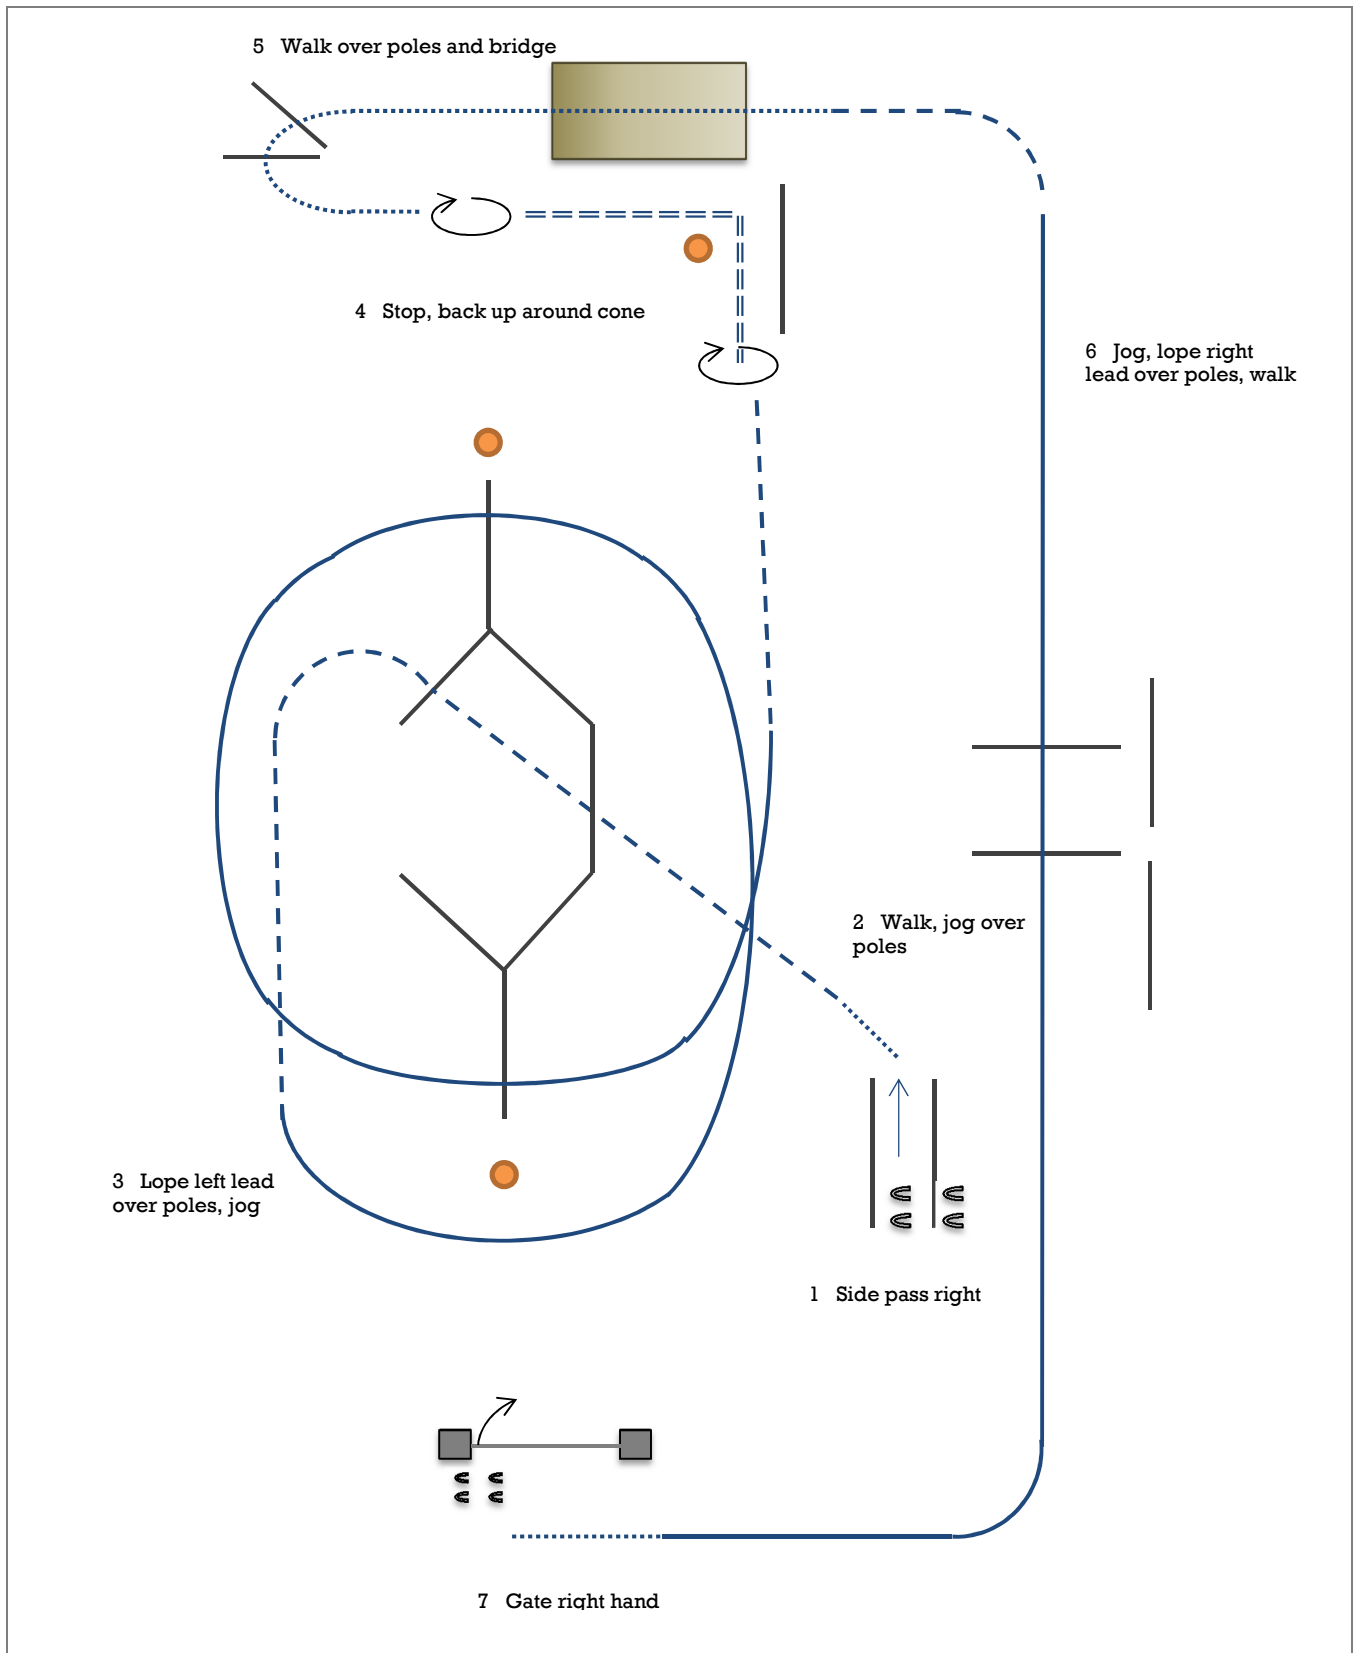 5 Walk over poles and bridge
4 Stop, back up around cone
6 Jog, lope right
lead over poles, walk
2 Walk, jog over
poles
3 Lope left lead
over poles, jog
1 Side pass right
7 Gate right hand